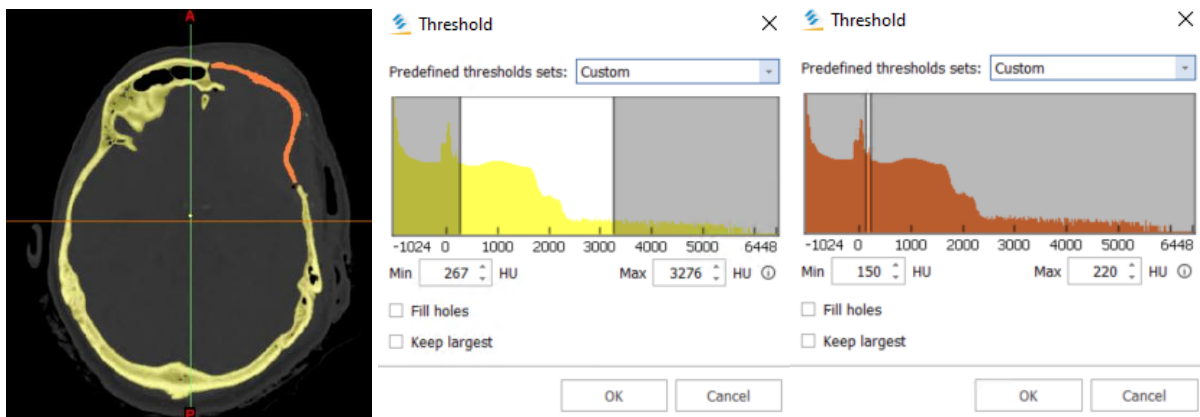 A
P
Threshold
Predefined thresholds sets: Custom
-1024 0 1000 2000 3000 4000 5000 6448
Min 267 HU Max 3276 HU
Fill holes
Keep largest
OK Cancel
Threshold
Predefined thresholds sets: Custom
-1024 0 1000 2000 3000 4000 5000 6448
Min 150 HU Max 220 HU
Fill holes
Keep largest
OK Cancel